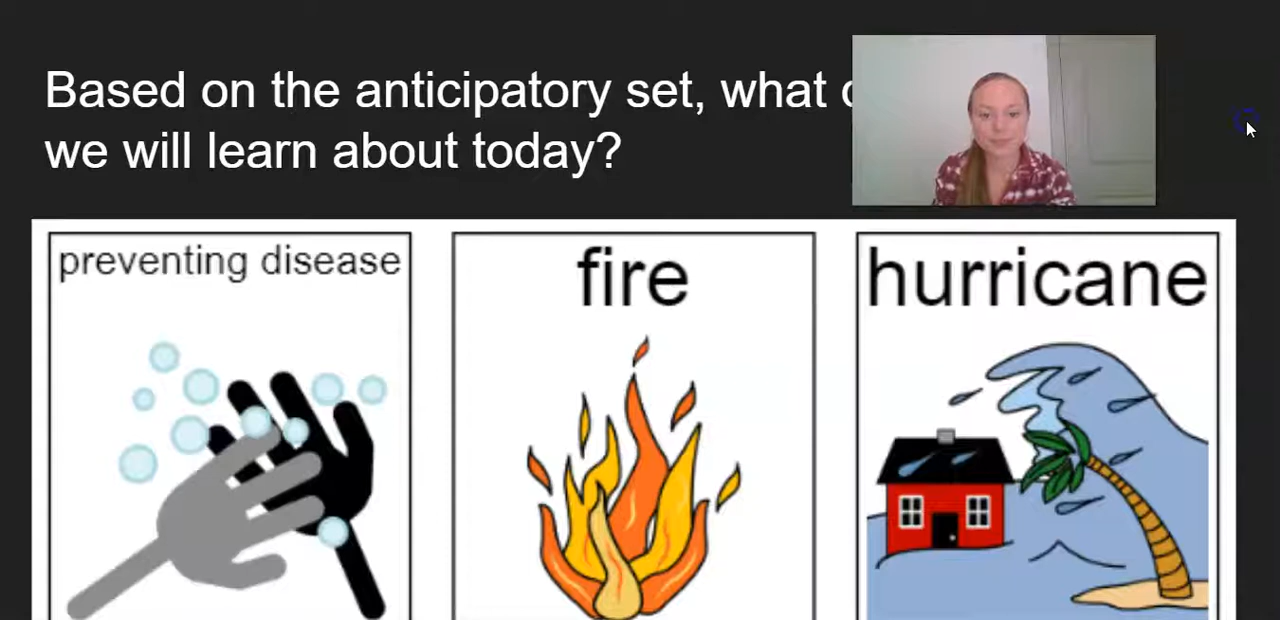 Based on the anticipatory set, what
we will learn about today?
preventing disease
fire
hurricane